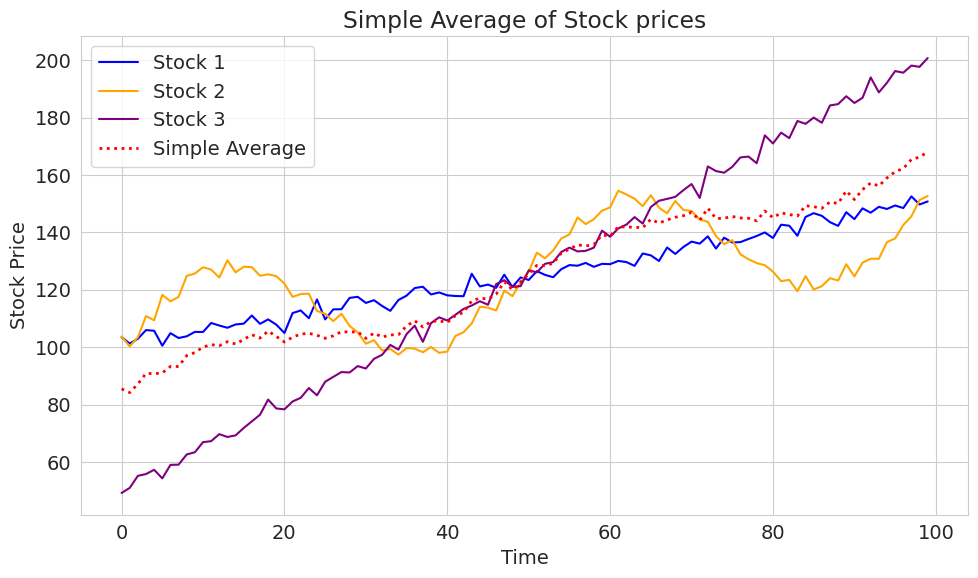 Simple Average of Stock prices
Stock Price
200
180
160
140
120
100
80
60
Stock 1
Stock 2
Stock 3
Simple Average
0 20 40 60 80 100
Time